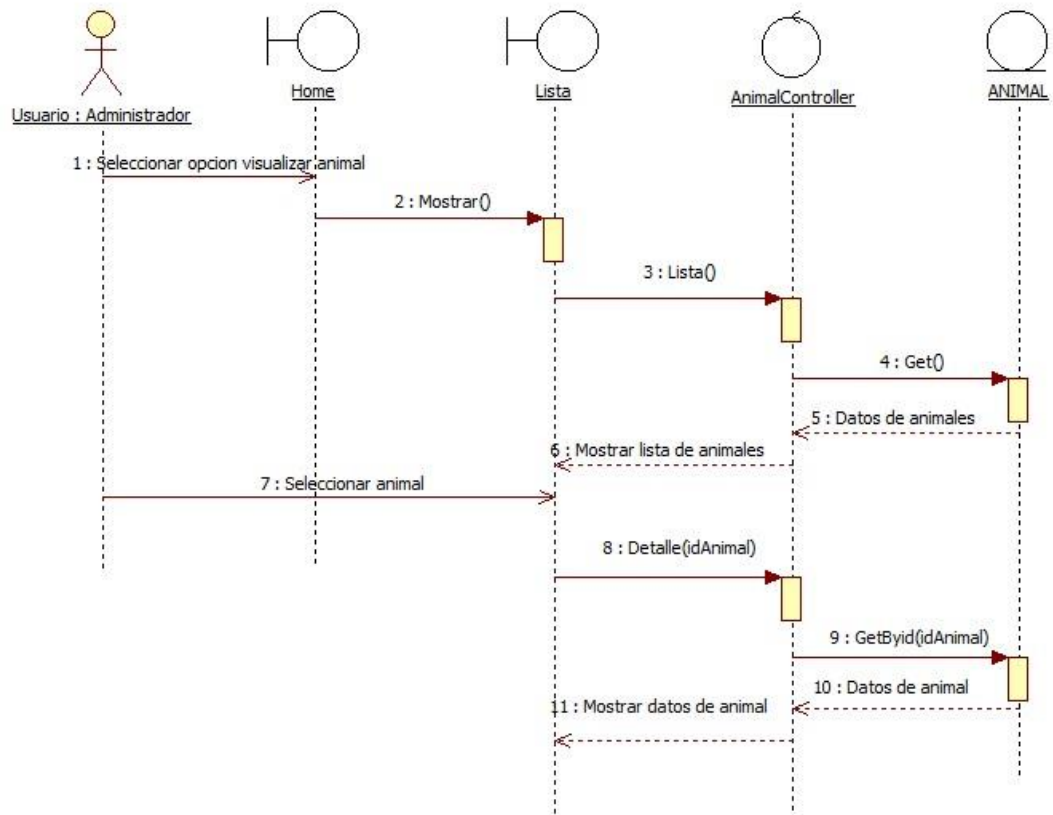 Usuario : Administrador
Home
Lista
AnimalController
ANIMAL
1 : Seleccionar opcion visualizar animal
2 : Mostrar()
3 : Lista()
4 : Get()
5 : Datos de animales
6 : Mostrar lista de animales
7 : Seleccionar animal
8 : Detalle(idAnimal)
9 : GetByid(idAnimal)
10 : Datos de animal
11 : Mostrar datos de animal